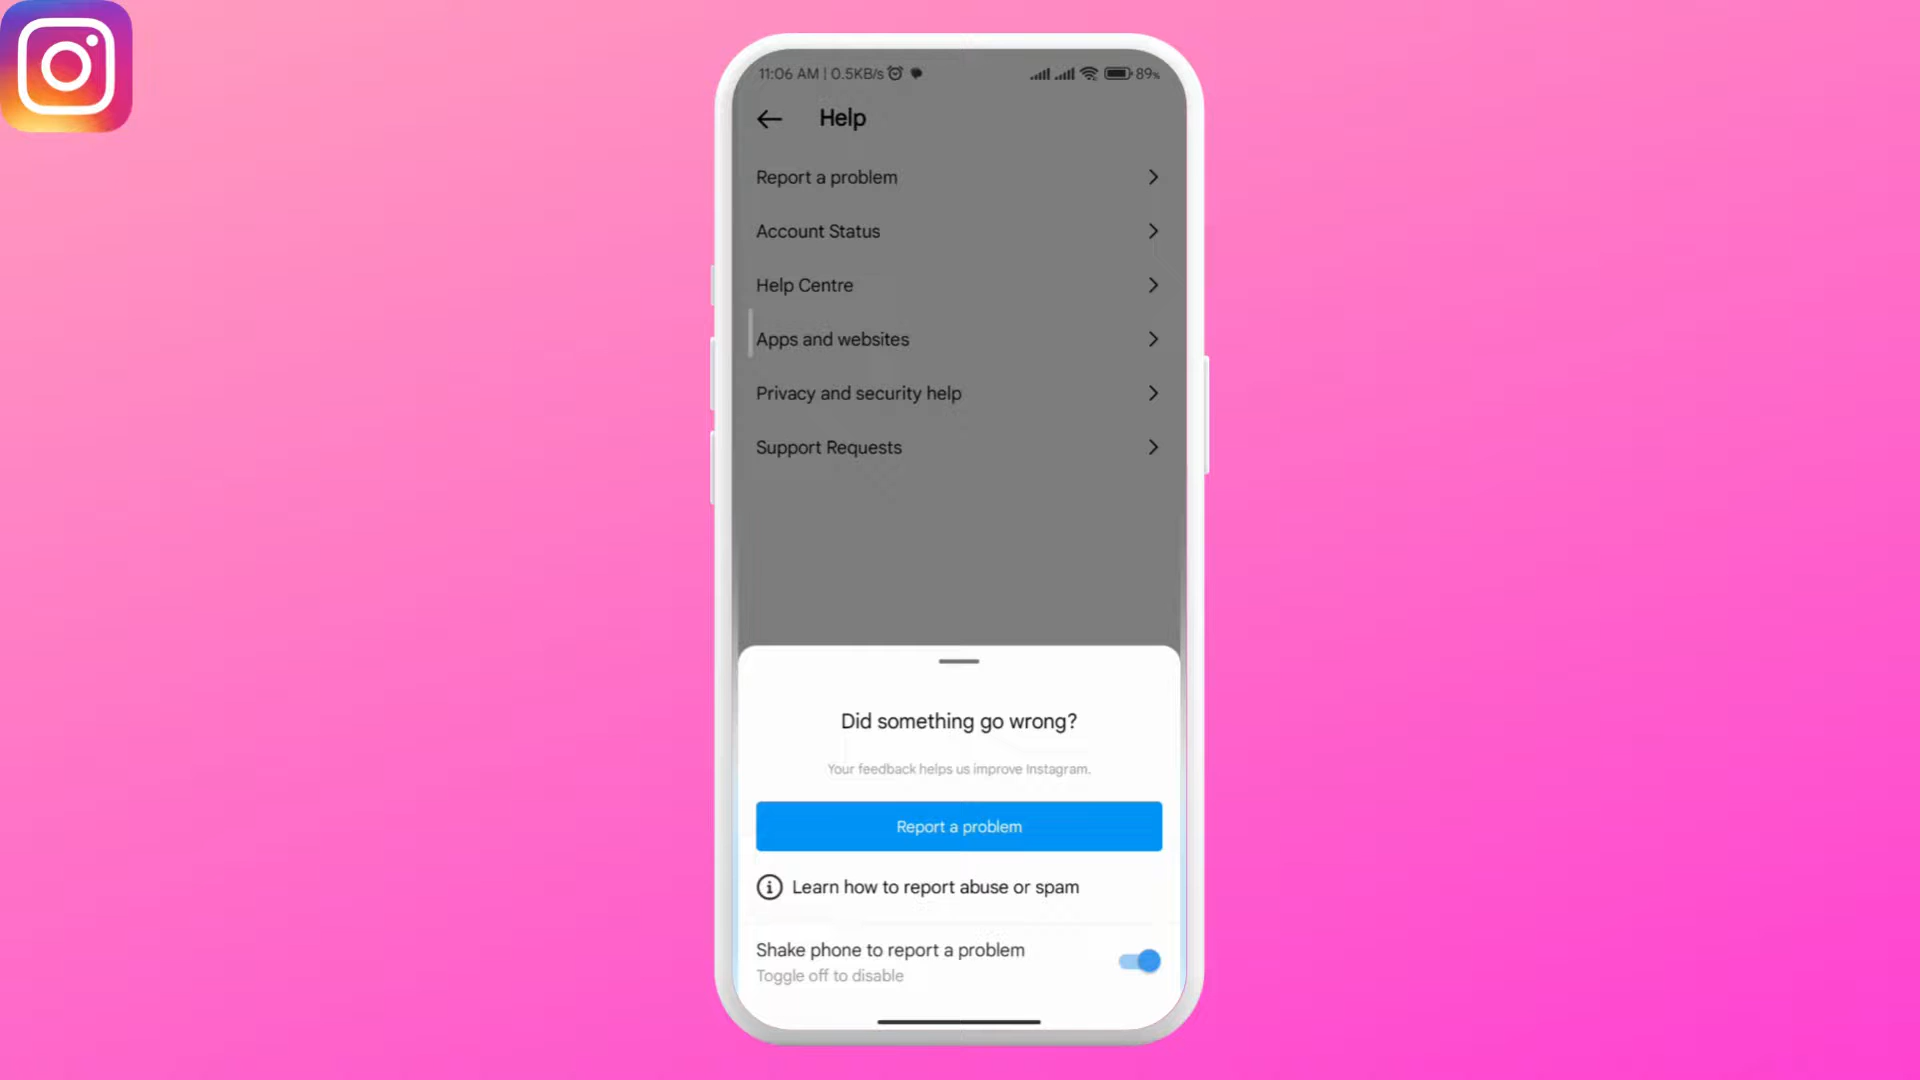 11:06 AM | 0.5KB/s 89%
Help
Report a problem
Account Status
Help Centre
Apps and websites
Privacy and security help
Support Requests
Did something go wrong?
Your feedback helps us improve Instagram.
Report a problem
Learn how to report abuse or spam
Shake phone to report a problem
Toggle off to disable